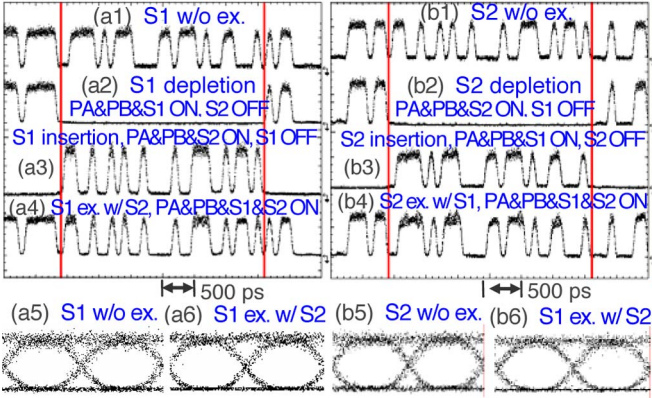 (a1) S1 w/o ex.
(a2) S1 depletion
PA&PB&S1 ON. S2 OFF
S1 insertion, PA&PB&S2 ON, S1 OFF
(a3)
(a4) S1 ex. w/ S2, PA&PB&S1&S2 ON
500 ps
(b1) S2 w/o ex.
(b2) S2 depletion
PA&PB&S2 ON. S1 OFF
S2 insertion, PA&PB&S1 ON, S2 OFF
(b3)
(b4) S2 ex. w/ S1, PA&PB&S1&S2 ON
500 ps
(a5) S1 w/o ex.
(a6) S1 ex. w/ S2
(b5) S2 w/o ex.
(b6) S1 ex. w/ S2